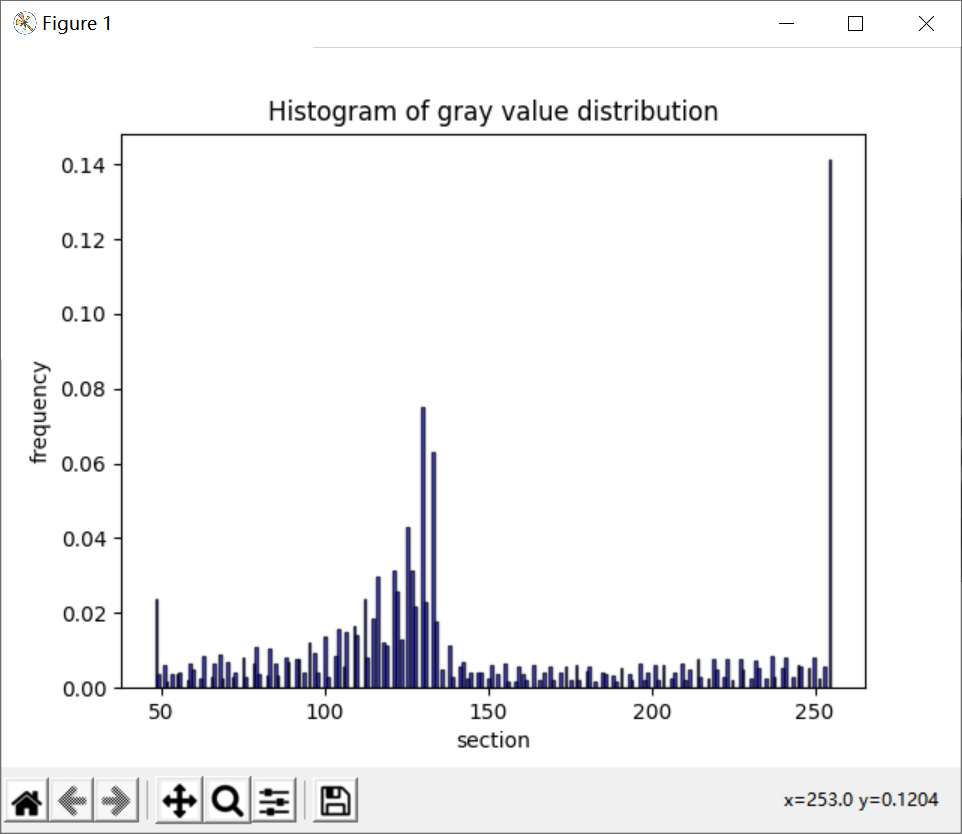 Figure 1
Histogram of gray value distribution
0.14
0.12
0.10
0.08
0.06
0.04
0.02
0.00
frequency
50 100 150 200 250
section
x=253.0 y=0.1204